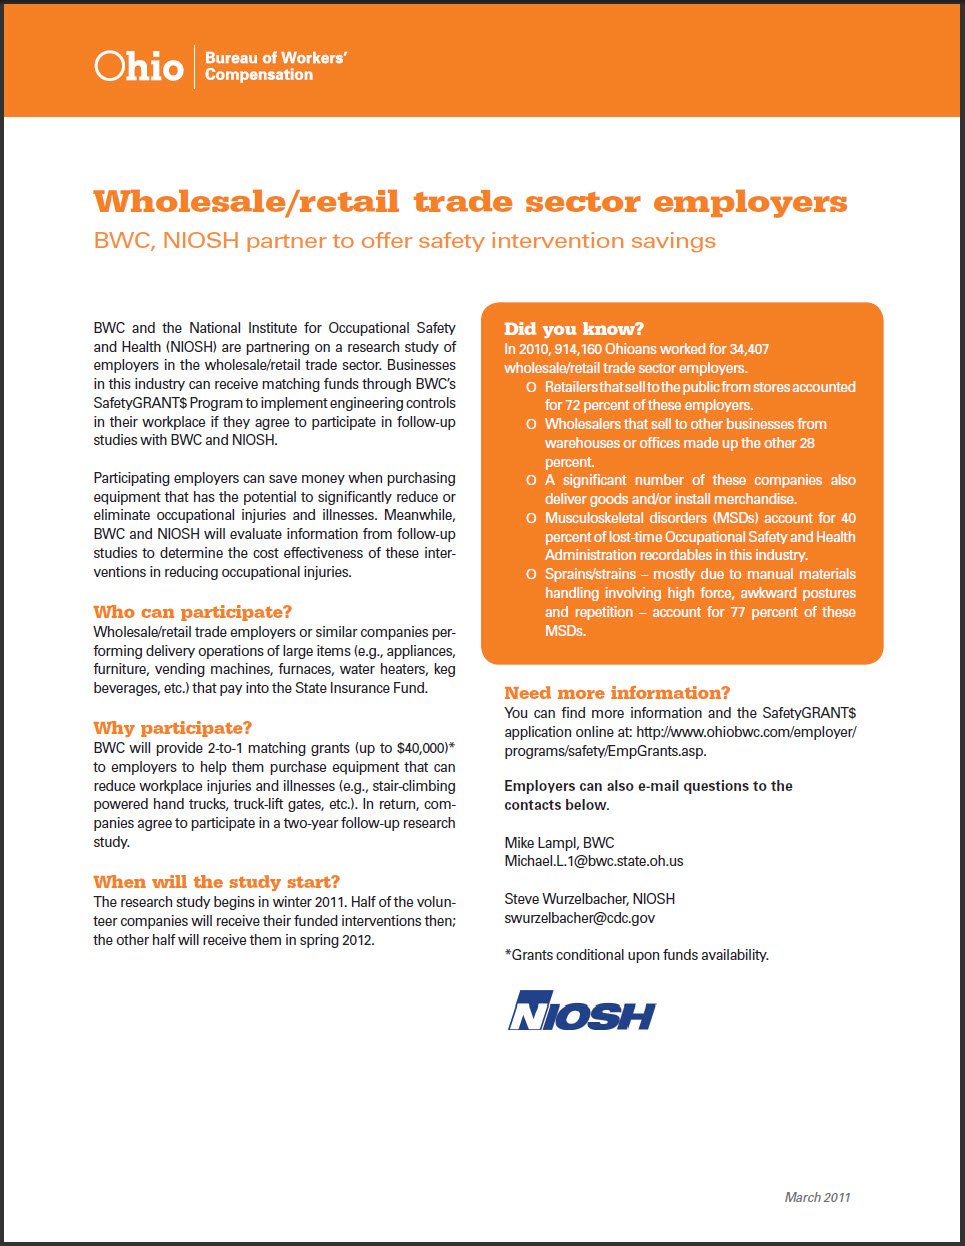 Ohio
Bureau of Workers’
Compensation
Wholesale/retail trade sector employers
BWC, NIOSH partner to offer safety intervention savings
BWC and the National Institute for Occupational Safety
and Health (NIOSH) are partnering on a research study of
employers in the wholesale/retail trade sector. Businesses
in this industry can receive matching funds through BWC’s
SafetyGRANT$ Program to implement engineering controls
in their workplace if they agree to participate in follow-up
studies with BWC and NIOSH.
Participating employers can save money when purchasing
equipment that has the potential to significantly reduce or
eliminate occupational injuries and illnesses. Meanwhile,
BWC and NIOSH will evaluate information from follow-up
studies to determine the cost effectiveness of these inter-
ventions in reducing occupational injuries.
Who can participate?
Wholesale/retail trade employers or similar companies per-
forming delivery operations of large items (e.g., appliances,
furniture, vending machines, furnaces, water heaters, keg
beverages, etc.) that pay into the State Insurance Fund.
Why participate?
BWC will provide 2-to-1 matching grants (up to $40,000)*
to employers to help them purchase equipment that can
reduce workplace injuries and illnesses (e.g., stair-climbing
powered hand trucks, truck-lift gates, etc.). In return, com-
panies agree to participate in a two-year follow-up research
study.
When will the study start?
The research study begins in winter 2011. Half of the volun-
teer companies will receive their funded interventions then;
the other half will receive them in spring 2012.
Did you know?
In 2010, 914,160 Ohioans worked for 34,407
wholesale/retail trade sector employers.
O Retailers that sell to the public from stores accounted
for 72 percent of these employers.
O Wholesalers that sell to other businesses from
warehouses or offices made up the other 28
percent.
O A significant number of these companies also
deliver goods and/or install merchandise.
O Musculoskeletal disorders (MSDs) account for 40
percent of lost-time Occupational Safety and Health
Administration recordables in this industry.
O Sprains/strains – mostly due to manual materials
handling involving high force, awkward postures
and repetition – account for 77 percent of these
MSDs.
Need more information?
You can find more information and the SafetyGRANT$
application online at: http://www.ohiobwc.com/employer/
programs/safety/EmpGrants.asp.
Employers can also e-mail questions to the
contacts below.
Mike Lampl, BWC
Michael.L.1@bwc.state.oh.us
Steve Wurzelbacher, NIOSH
swurzelbacher@cdc.gov
*Grants conditional upon funds availability.
NIOSH
March 2011